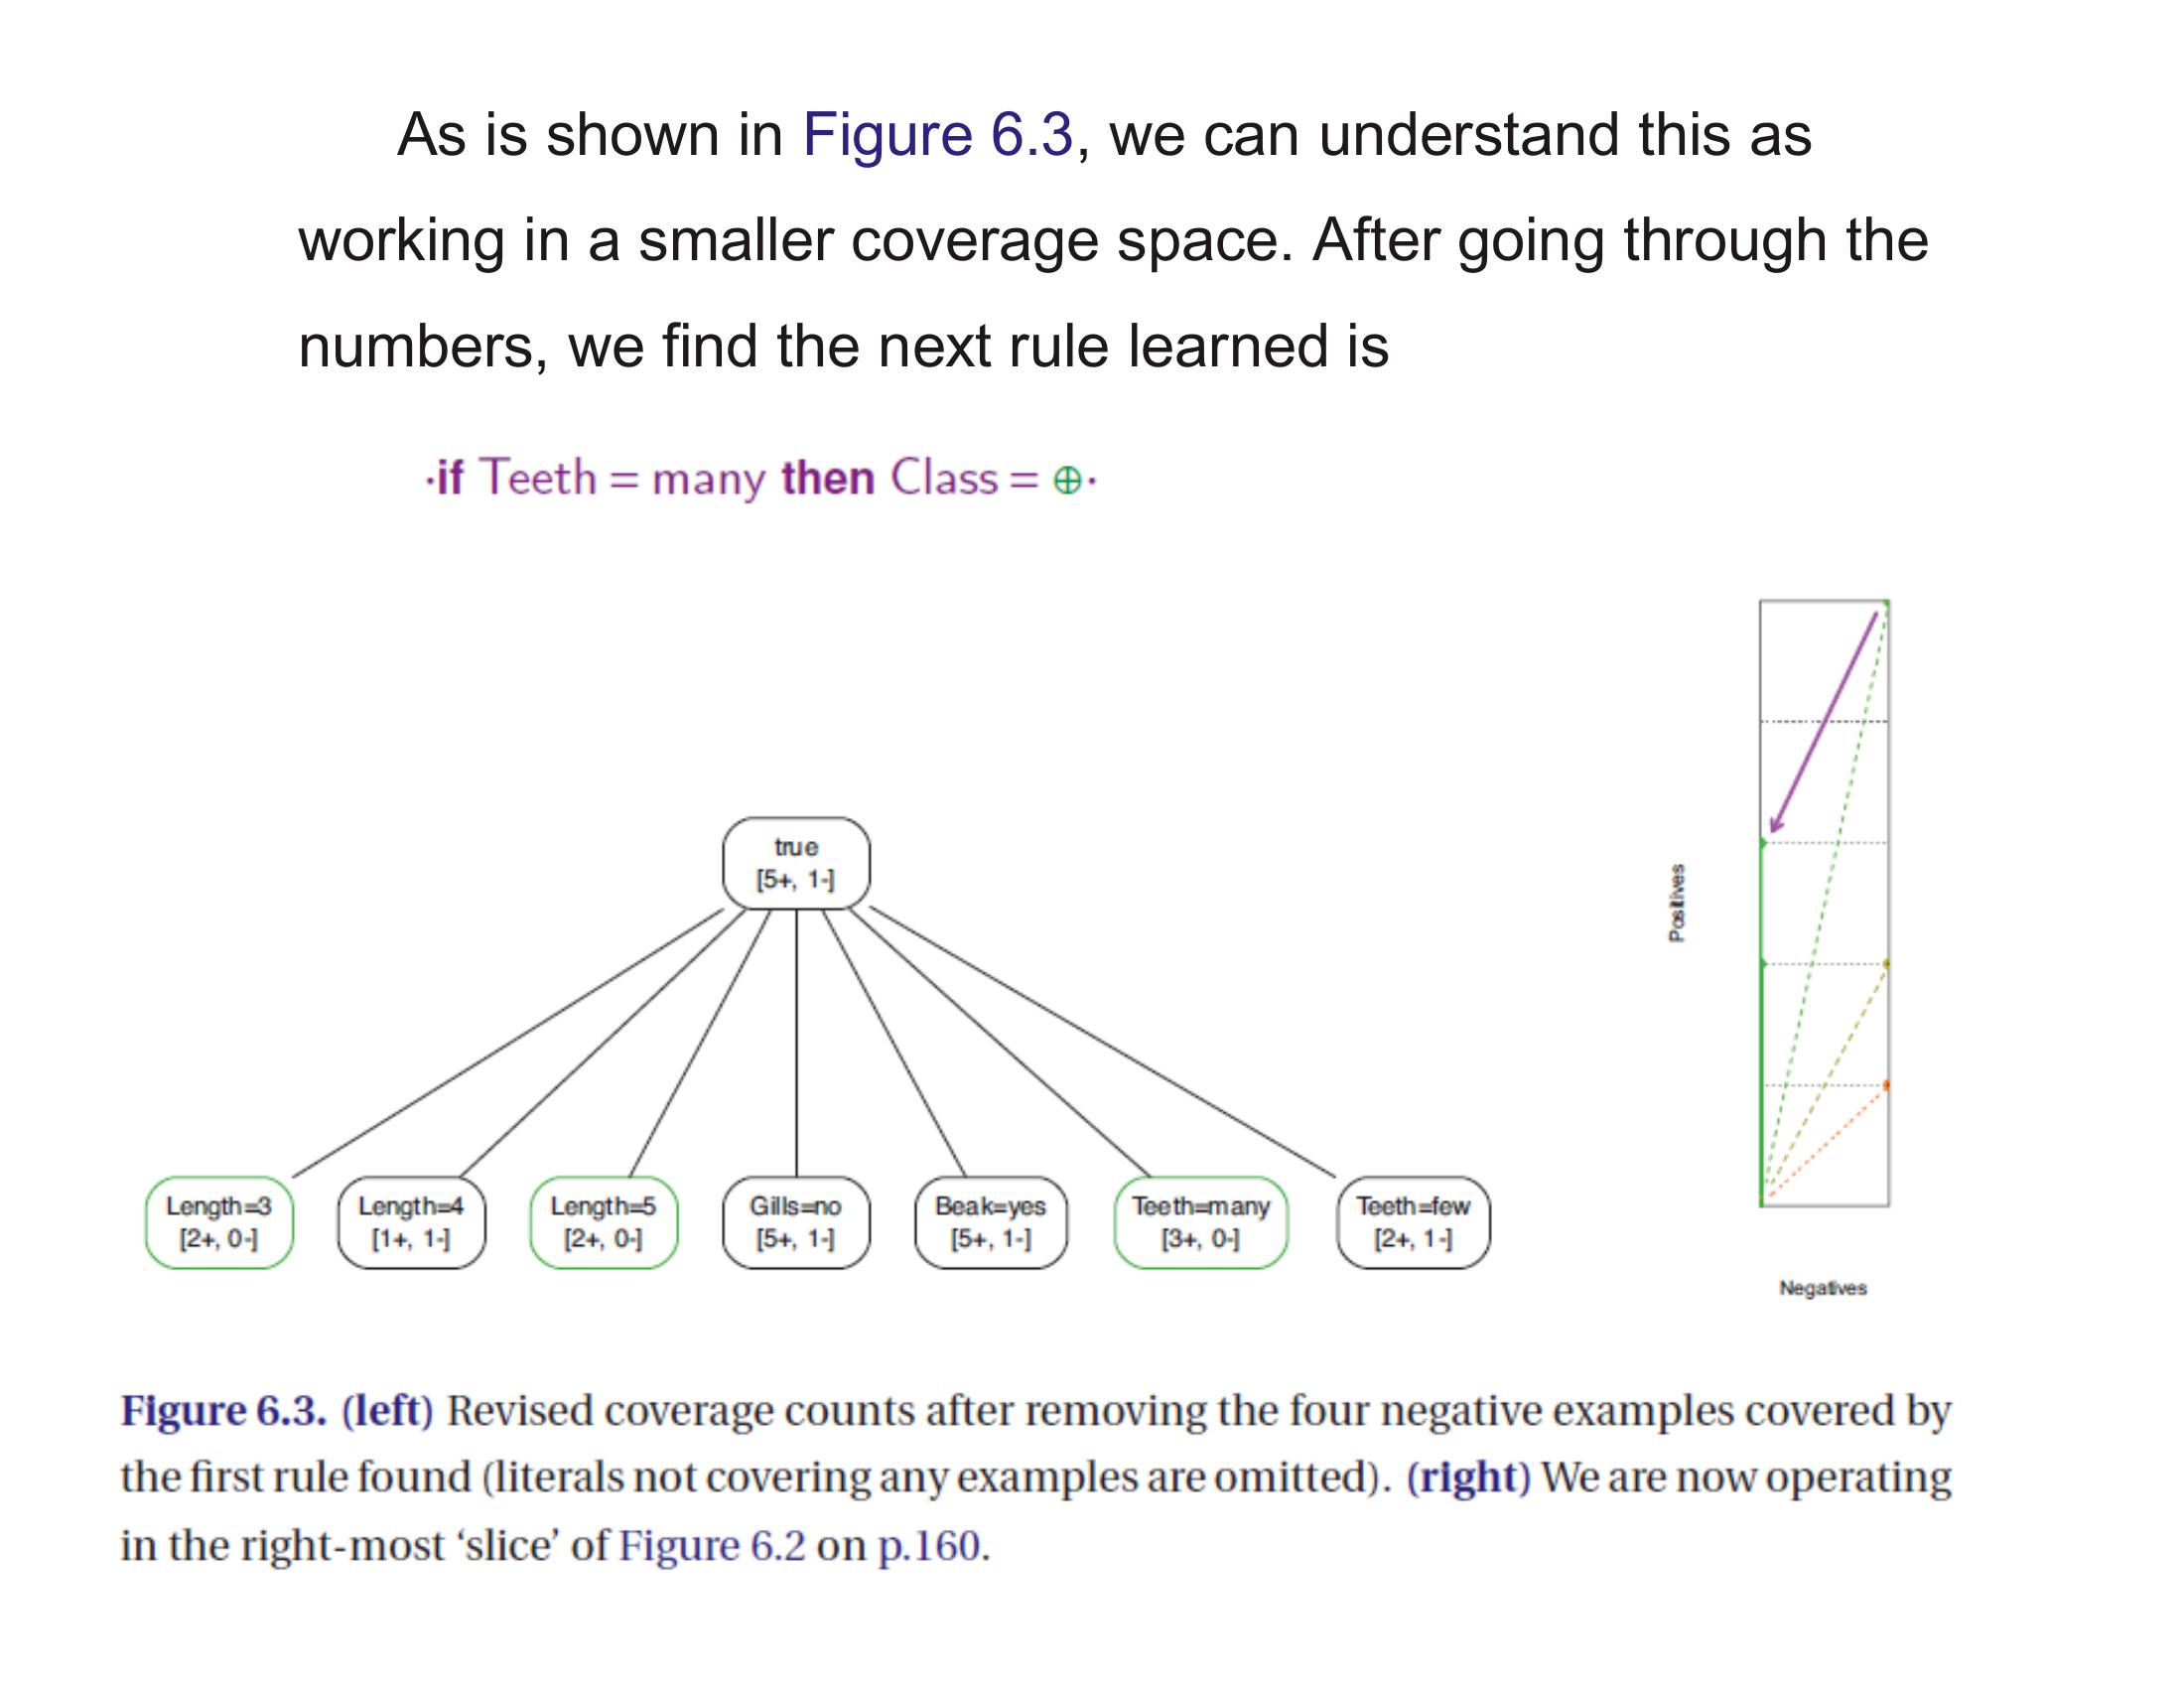 As is shown in Figure 6.3, we can understand this as
working in a smaller coverage space. After going through the
numbers, we find the next rule learned is
·if Teeth = many then Class = ⊕·
true
[5+, 1-]
Length=3
[2+, 0-]
Length=4
[1+, 1-]
Length=5
[2+, 0-]
Gills=no
[5+, 1-]
Beak=yes
[5+, 1-]
Teeth=many
[3+, 0-]
Teeth=few
[2+, 1-]
Positives
Negatives
Figure 6.3. (left) Revised coverage counts after removing the four negative examples covered by
the first rule found (literals not covering any examples are omitted). (right) We are now operating
in the right-most ‘slice’ of Figure 6.2 on p.160.